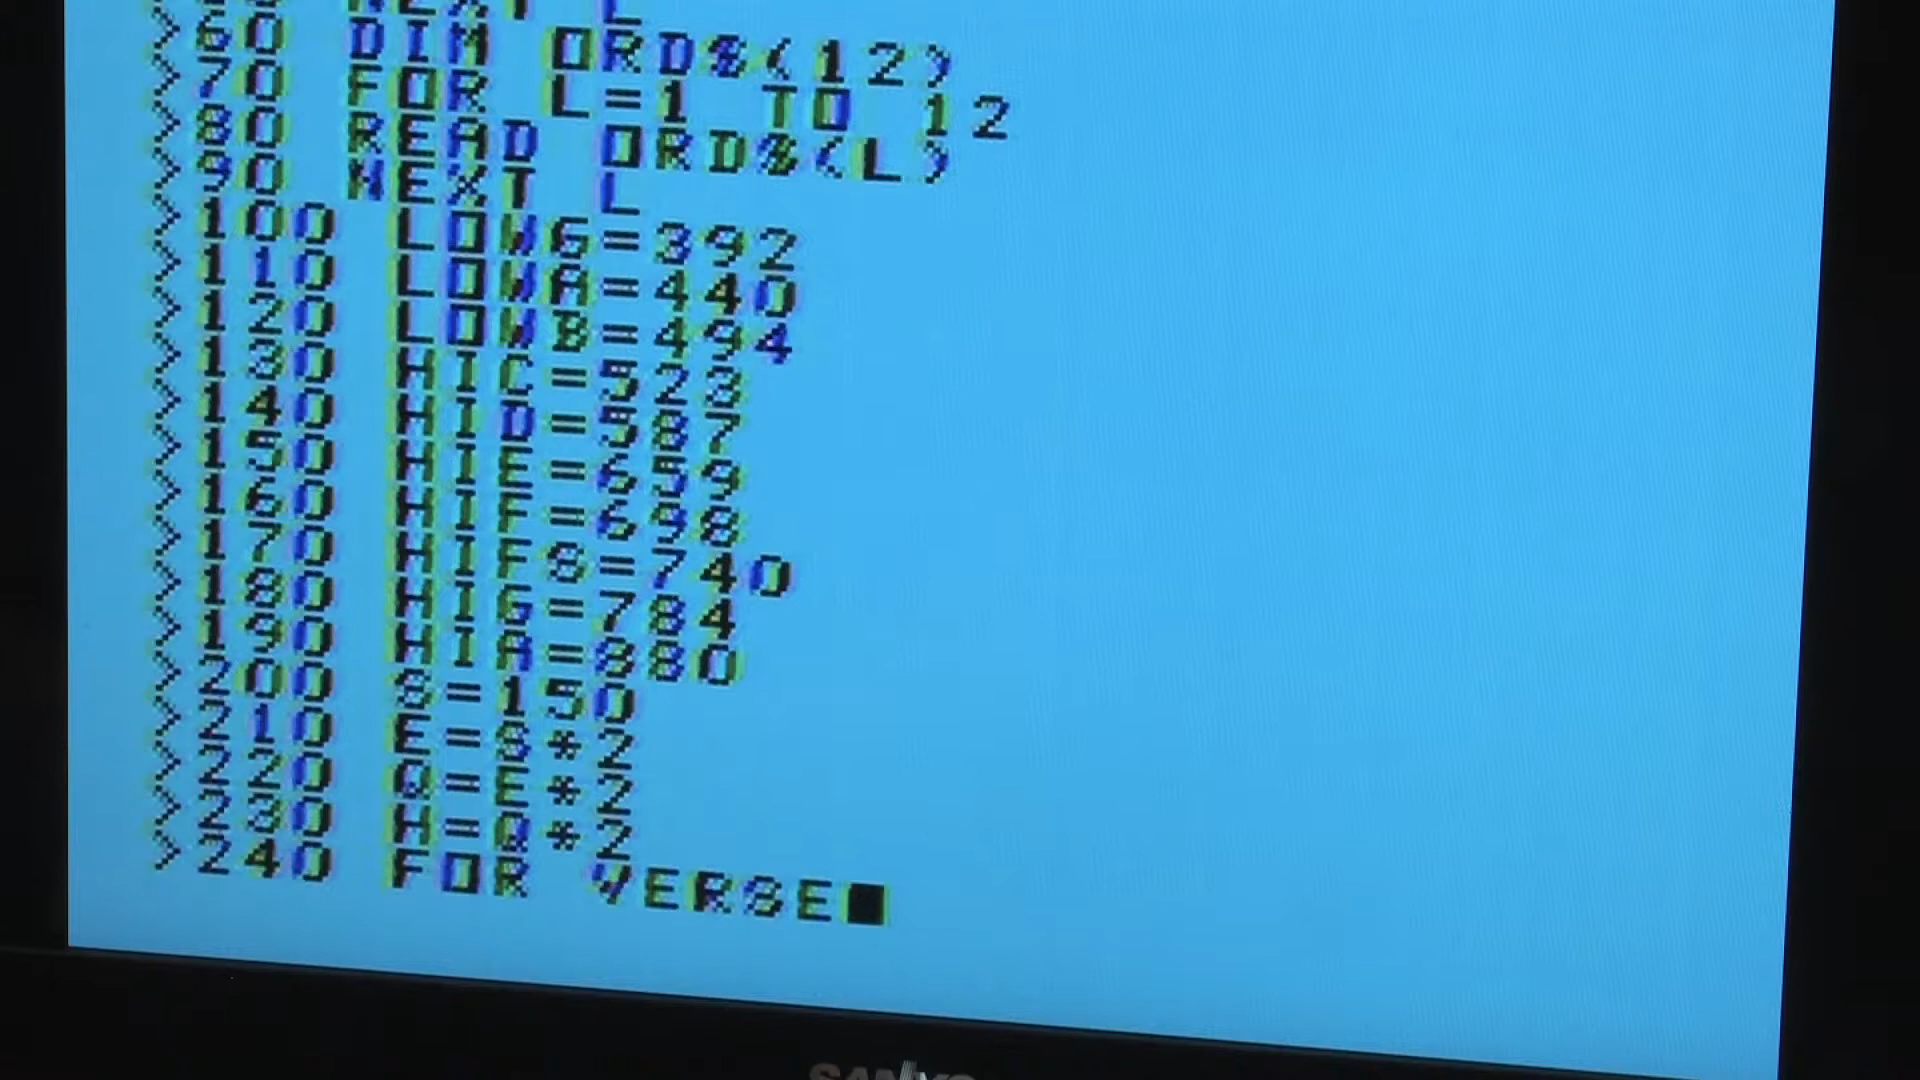 NEXT L
>60 DIM ORD$(12)
>70 FOR L=1 TO 12
>80 READ ORD$(L)
>90 NEXT L
>100 LOWG=392
>110 LOWA=440
>120 LOWB=494
>130 HIC=523
>140 HID=587
>150 HIE=659
>160 HIF=698
>170 HIFS=740
>180 HIG=784
>190 HIA=880
>200 S=150
>210 E=S*2
>220 Q=E*2
>230 H=Q*2
>240 FOR VERSE
SANYO